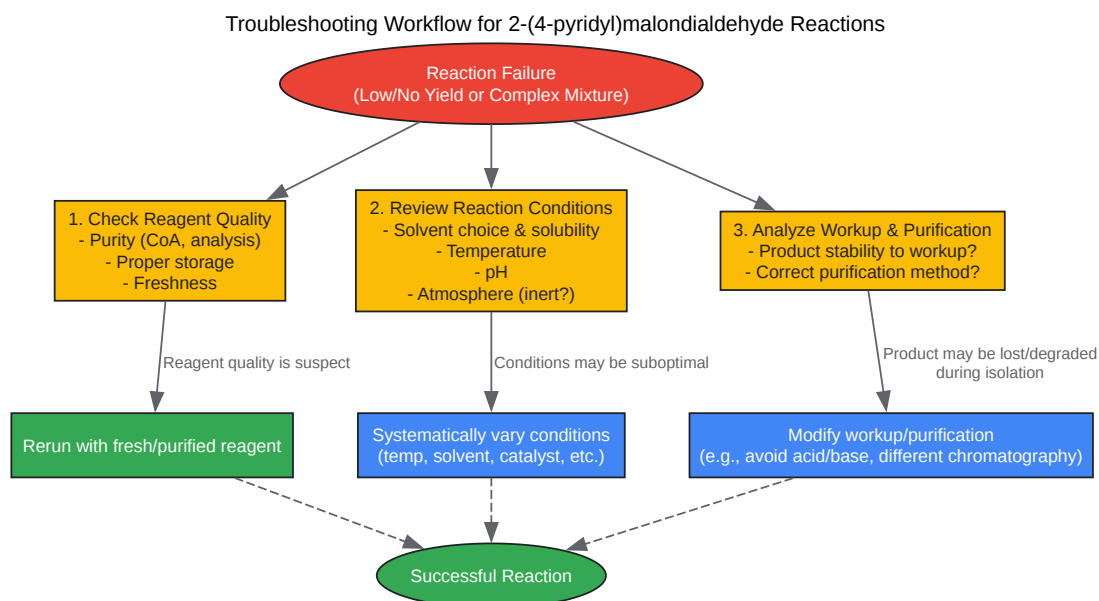 Troubleshooting Workflow for 2-(4-pyridyl)malondialdehyde Reactions
Reaction Failure
(Low/No Yield or Complex Mixture)
1. Check Reagent Quality
- Purity (CoA, analysis)
- Proper storage
- Freshness
2. Review Reaction Conditions
- Solvent choice & solubility
- Temperature
- pH
- Atmosphere (inert?)
3. Analyze Workup & Purification
- Product stability to workup?
- Correct purification method?
Reagent quality is suspect
Conditions may be suboptimal
Product may be lost/degraded
during isolation
Rerun with fresh/purified reagent
Systematically vary conditions
(temp, solvent, catalyst, etc.)
Modify workup/purification
(e.g., avoid acid/base, different chromatography)
Successful Reaction